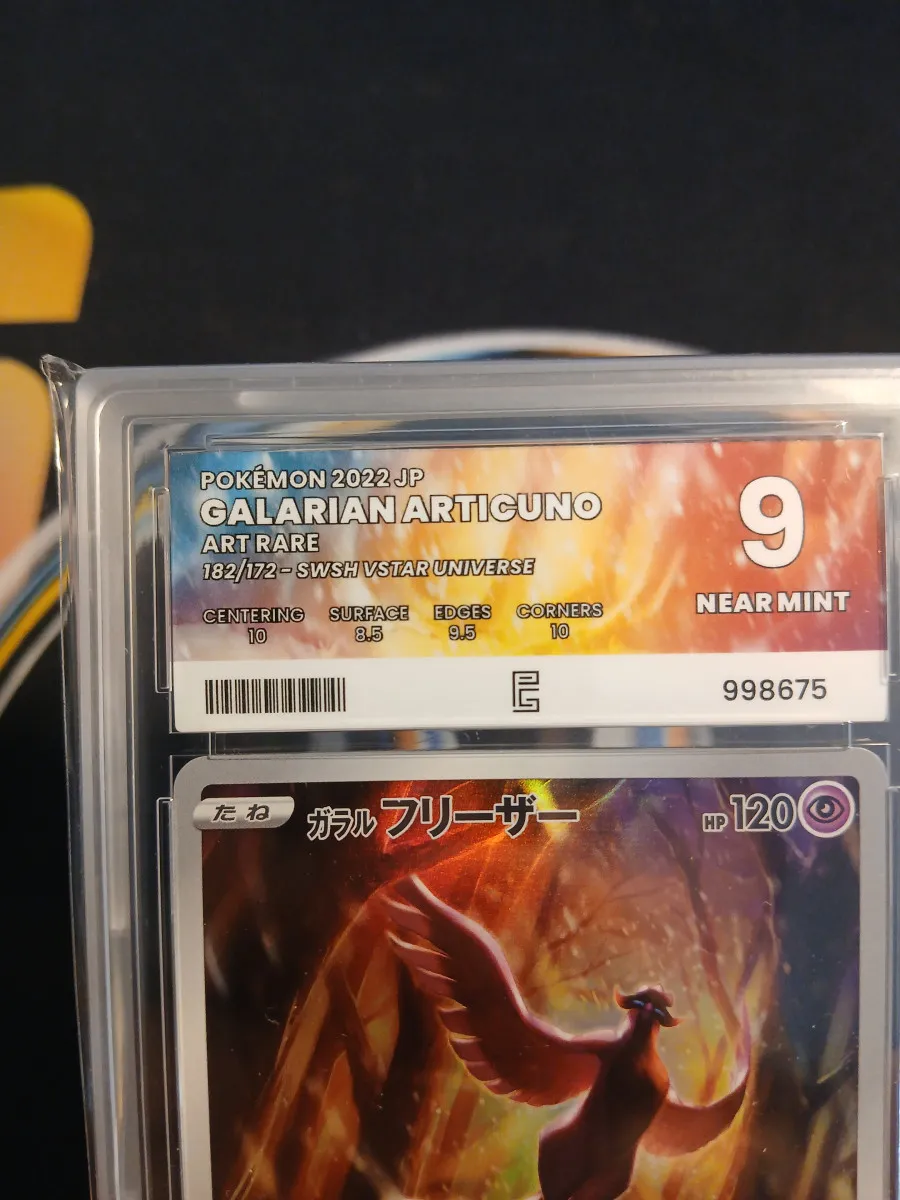 POKÉMON 2022 JP
GALARIAN ARTICUNO
ART RARE
182/172 - SWSH VSTAR UNIVERSE
9
NEAR MINT
CENTERING SURFACE EDGES CORNERS
10 8.5 9.5 10
998675
たね ガラル フリーザー HP 120